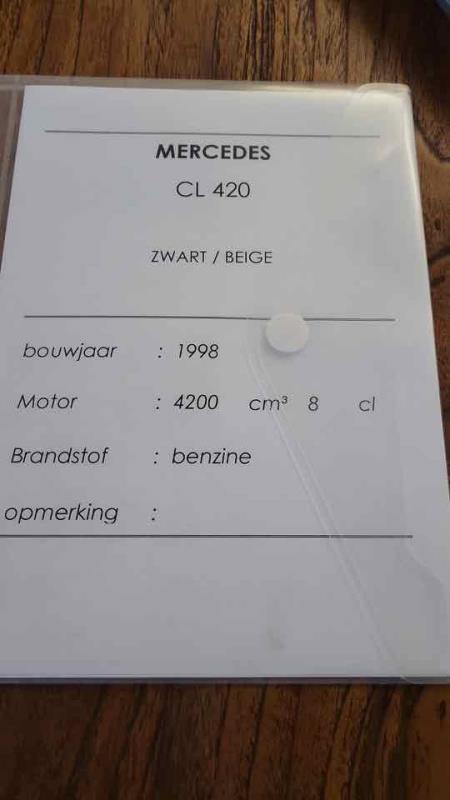 MERCEDES
CL 420
ZWART / BEIGE
bouwjaar : 1998
Motor : 4200 cm³ 8 cl
Brandstof : benzine
opmerking :